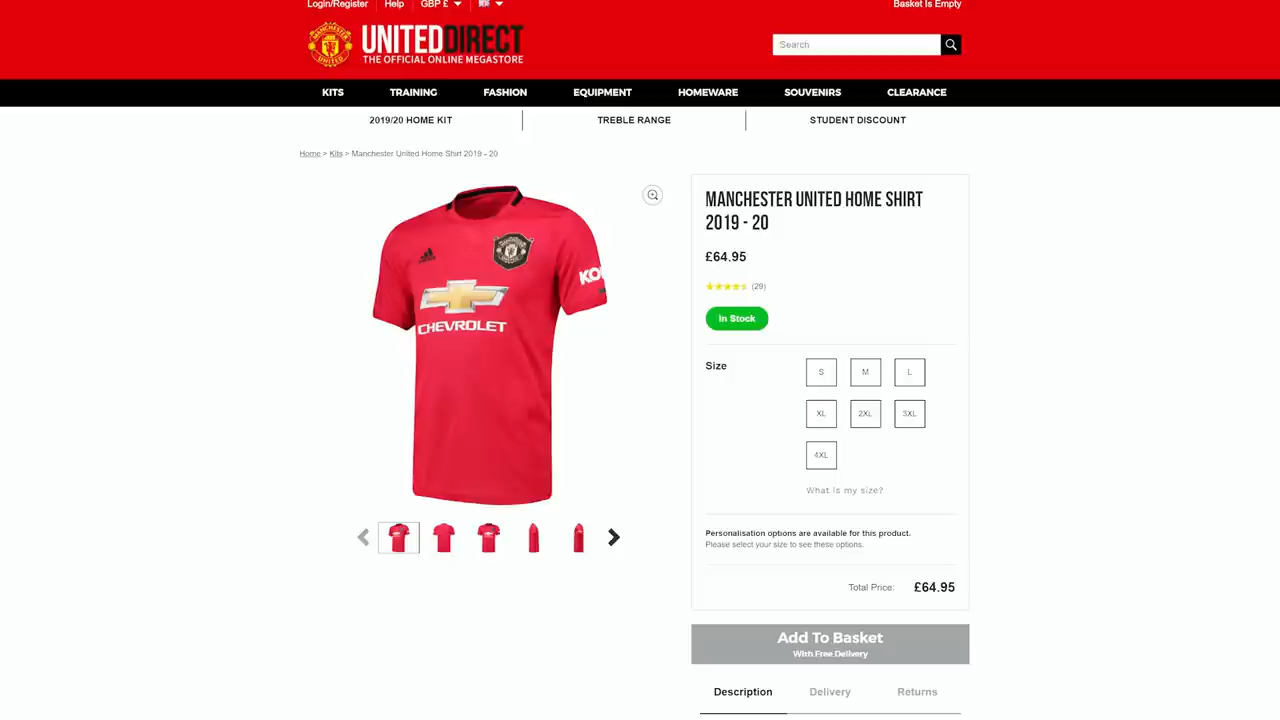 Login/Register Help GBP £ Basket Is Empty
MANCHESTER UNITED
UNITEDDIRECT
THE OFFICIAL ONLINE MEGASTORE
Search
KITS TRAINING FASHION EQUIPMENT HOMEWARE SOUVENIRS CLEARANCE
2019/20 HOME KIT TREBLE RANGE STUDENT DISCOUNT
Home > Kits > Manchester United Home Shirt 2019 - 20
CHEVROLET
MANCHESTER UNITED HOME SHIRT
2019 - 20
£64.95
(29)
In Stock
Size
S M L
XL 2XL 3XL
4XL
What is my size?
Personalisation options are available for this product.
Please select your size to see these options.
Total Price: £64.95
Add To Basket
With Free Delivery
Description Delivery Returns